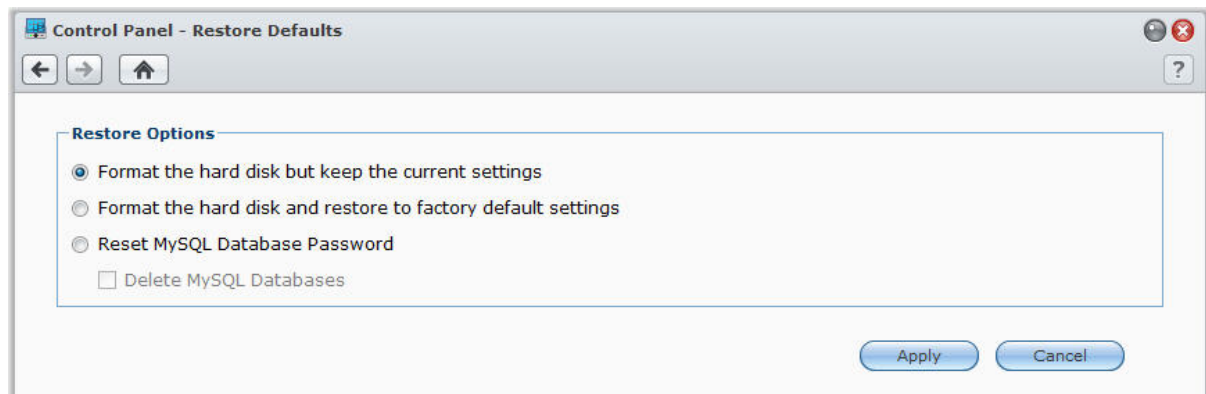 Control Panel - Restore Defaults
?
Restore Options
Format the hard disk but keep the current settings
Format the hard disk and restore to factory default settings
Reset MySQL Database Password
Delete MySQL Databases
Apply Cancel